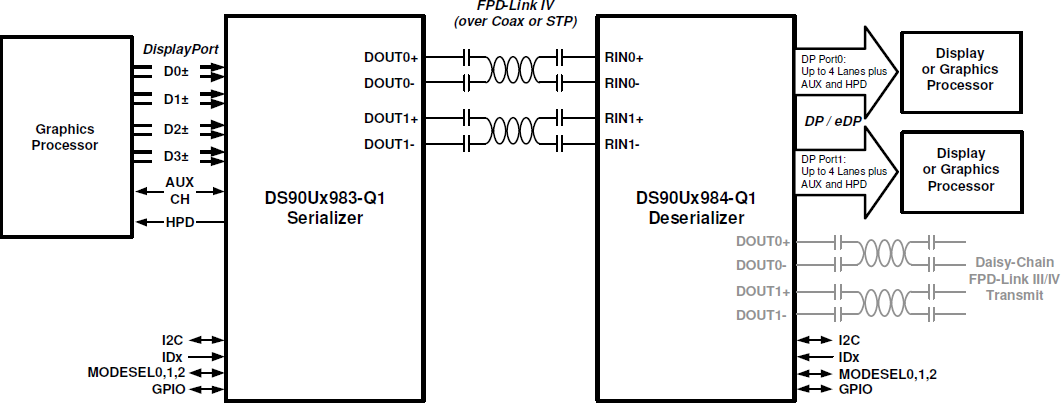 FPD-Link IV
(over Coax or STP)
DisplayPort
D0±
D1±
D2±
D3±
AUX
CH
HPD
Graphics
Processor
DOUT0+
DOUT0-
DOUT1+
DOUT1-
DS90Ux983-Q1
Serializer
I2C
IDx
MODESEL0,1,2
GPIO
RIN0+
RIN0-
RIN1+
RIN1-
DS90Ux984-Q1
Deserializer
DP Port0:
Up to 4 Lanes plus
AUX and HPD
DP / eDP
DP Port1:
Up to 4 Lanes plus
AUX and HPD
Display
or Graphics
Processor
Display
or Graphics
Processor
DOUT0+
DOUT0-
DOUT1+
DOUT1-
Daisy-Chain
FPD-Link III/IV
Transmit
I2C
IDx
MODESEL0,1,2
GPIO